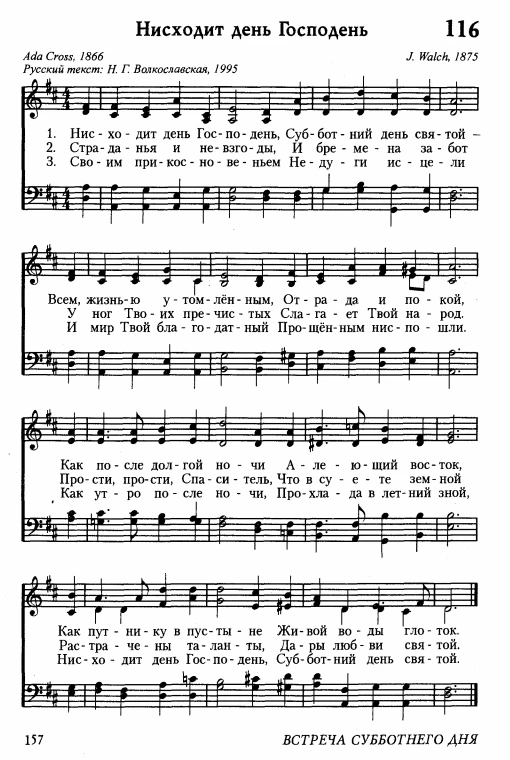 Нисходит день Господень 116
Ada Cross, 1866 J. Walch, 1875
Русский текст: Н. Г. Волкославская, 1995
1. Нис - хо - дит день Гос - по - день, Суб - бот - ний день свя - той –
2. Стра - да - нья и не - вз­го - ды, И бре - ме - на за - бот
3. Сво - им при - кос - но - ве - ньем Не - ду - ги ис - це - ли
Всем, жизнь - ю у - том - лён - ным, От - ра - да и по - кой,
У ног Тво - их пре - чис - тых Сла - га - ет Твой на - род.
И мир Твой бла - го - дат - ный Про - щён - ным нис - по - шли.
Как по - сле дол - гой но - чи А - ле - ю - щий вос - ток,
Про - сти, про - сти, Спа - си - тель, Что в су - е - те зем - ной
Как ут - ро по - сле но - чи, Про - хла - да в лет - ний зной,
Как пут - ни - ку в пус - ты - не Жи - вой во - ды гло - ток.
Рас - тра - че - ны та - лан - ты, Да - ры люб - ви свя - той.
Нис - хо - дит день Гос - по - день, Суб - бот - ний день свя - той.
157 ВСТРЕЧА СУББОТНЕГО ДНЯ